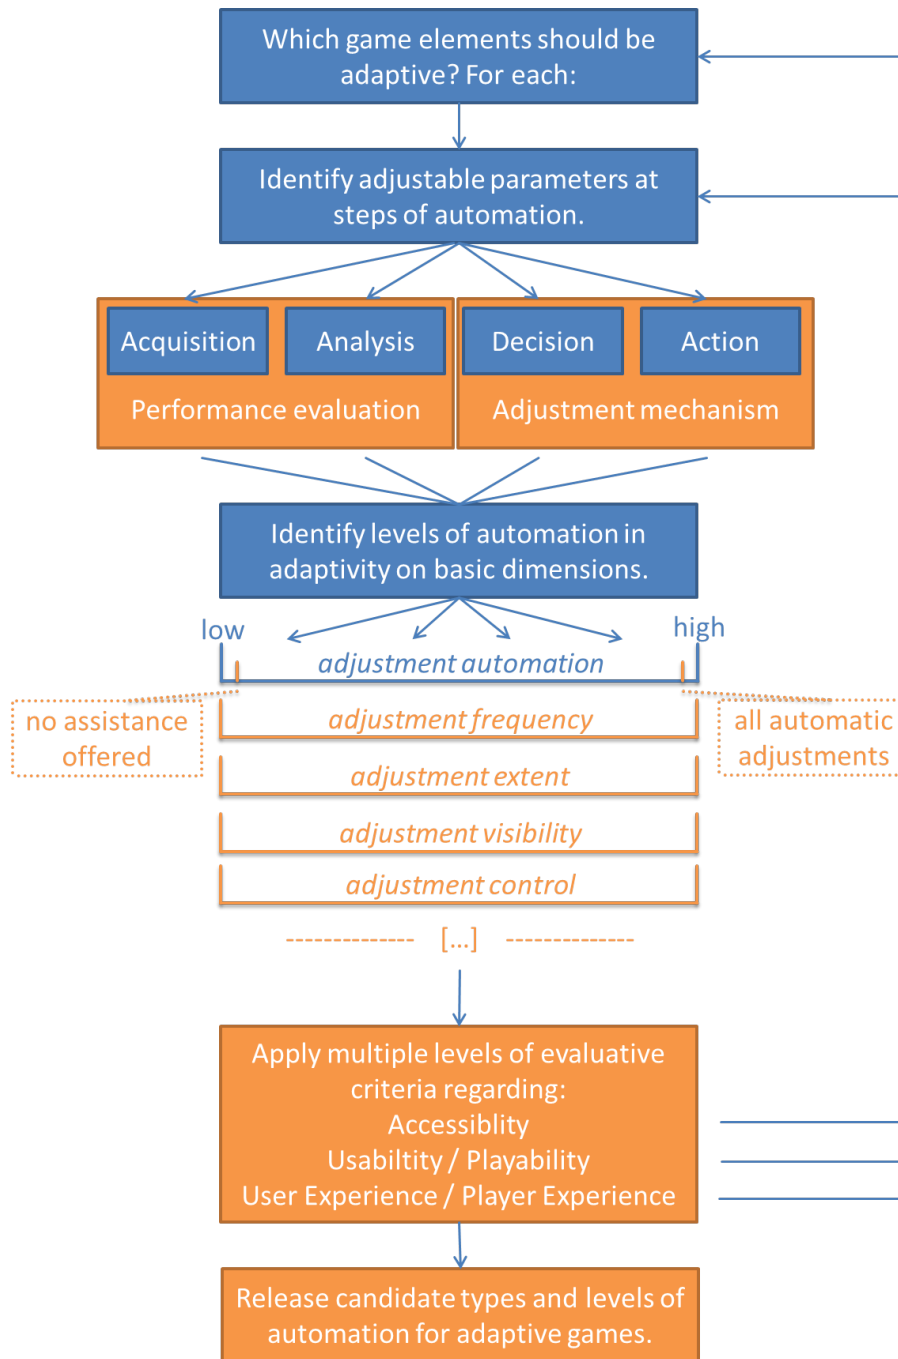 Which game elements should be
adaptive? For each:
Identify adjustable parameters at
steps of automation.
Acquisition
Analysis
Decision
Action
Performance evaluation
Adjustment mechanism
Identify levels of automation in
adaptivity on basic dimensions.
low
high
adjustment automation
no assistance
offered
all automatic
adjustments
adjustment frequency
adjustment extent
adjustment visibility
adjustment control
-------------- [...] --------------
Apply multiple levels of evaluative
criteria regarding:
Accessiblity
Usabiltity / Playability
User Experience / Player Experience
Release candidate types and levels of
automation for adaptive games.